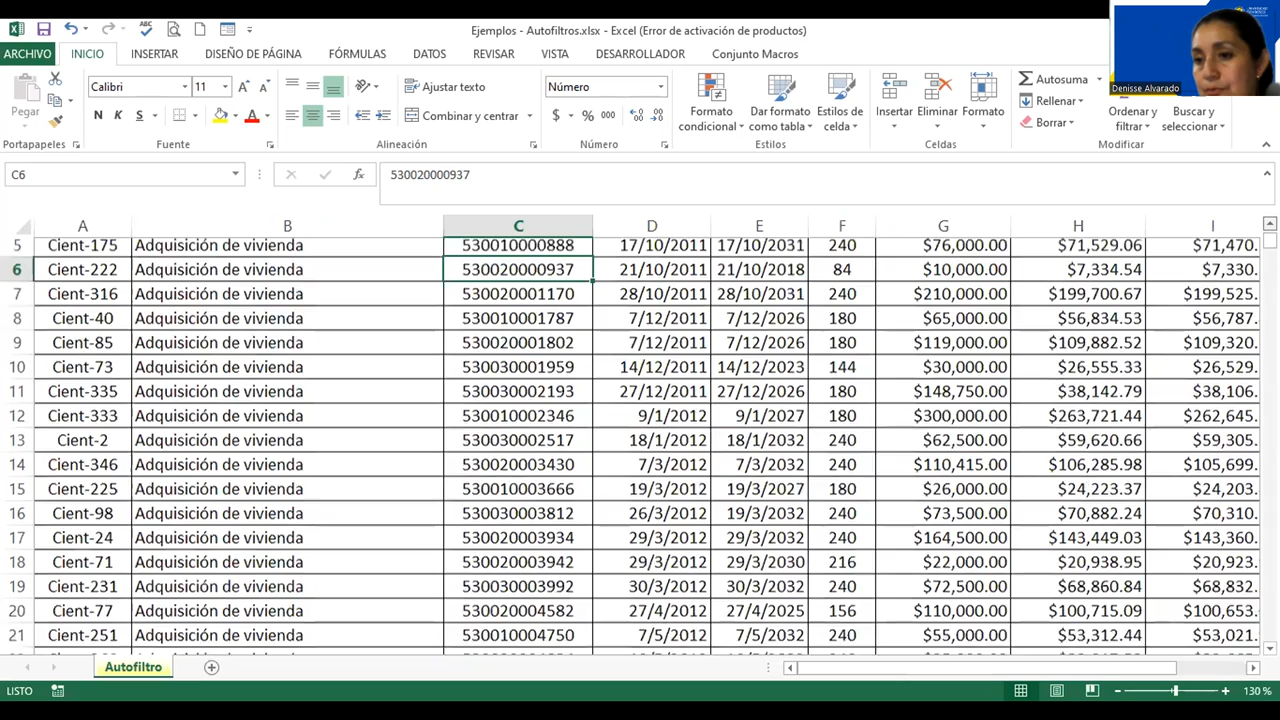 Ejemplos - Autofiltros.xlsx - Excel (Error de activación de productos)
Denisse Alvarado
ARCHIVO INICIO INSERTAR DISEÑO DE PÁGINA FÓRMULAS DATOS REVISAR VISTA DESARROLLADOR Conjunto Macros
Calibri 11 Ajustar texto Número Autosuma
Rellenar
Pegar N K S Combinar y centrar $ % 000 Borrar
Formato condicional Dar formato como tabla Estilos de celda Insertar Eliminar Formato Ordenar y filtrar Buscar y seleccionar
Portapapeles Fuente Alineación Número Estilos Celdas Modificar
C6 fx 530020000937
A B C D E F G H I
5 Cient-175 Adquisición de vivienda 530010000888 17/10/2011 17/10/2031 240 $76,000.00 $71,529.06 $71,470.
6 Cient-222 Adquisición de vivienda 530020000937 21/10/2011 21/10/2018 84 $10,000.00 $7,334.54 $7,330.
7 Cient-316 Adquisición de vivienda 530020001170 28/10/2011 28/10/2031 240 $210,000.00 $199,700.67 $199,525.
8 Cient-40 Adquisición de vivienda 530010001787 7/12/2011 7/12/2026 180 $65,000.00 $56,834.53 $56,787.
9 Cient-85 Adquisición de vivienda 530020001802 7/12/2011 7/12/2026 180 $119,000.00 $109,882.52 $109,320.
10 Cient-73 Adquisición de vivienda 530030001959 14/12/2011 14/12/2023 144 $30,000.00 $26,555.33 $26,529.
11 Cient-335 Adquisición de vivienda 530030002193 27/12/2011 27/12/2026 180 $148,750.00 $38,142.79 $38,106.
12 Cient-333 Adquisición de vivienda 530010002346 9/1/2012 9/1/2027 180 $300,000.00 $263,721.44 $262,645.
13 Cient-2 Adquisición de vivienda 530030002517 18/1/2012 18/1/2032 240 $62,500.00 $59,620.66 $59,305.
14 Cient-346 Adquisición de vivienda 530020003430 7/3/2012 7/3/2032 240 $110,415.00 $106,285.98 $105,699.
15 Cient-225 Adquisición de vivienda 530010003666 19/3/2012 19/3/2027 180 $26,000.00 $24,223.37 $24,203.
16 Cient-98 Adquisición de vivienda 530030003812 26/3/2012 26/3/2032 240 $73,500.00 $70,882.24 $70,310.
17 Cient-24 Adquisición de vivienda 530020003934 29/3/2012 29/3/2032 240 $164,500.00 $143,449.03 $143,360.
18 Cient-71 Adquisición de vivienda 530020003942 29/3/2012 29/3/2030 216 $22,000.00 $20,938.95 $20,923.
19 Cient-231 Adquisición de vivienda 530030003992 30/3/2012 30/3/2032 240 $72,500.00 $68,860.84 $68,832.
20 Cient-77 Adquisición de vivienda 530020004582 27/4/2012 27/4/2025 156 $110,000.00 $100,715.09 $100,653.
21 Cient-251 Adquisición de vivienda 530010004750 7/5/2012 7/5/2032 240 $55,000.00 $53,312.44 $53,021.
Autofiltro
LISTO 130 %